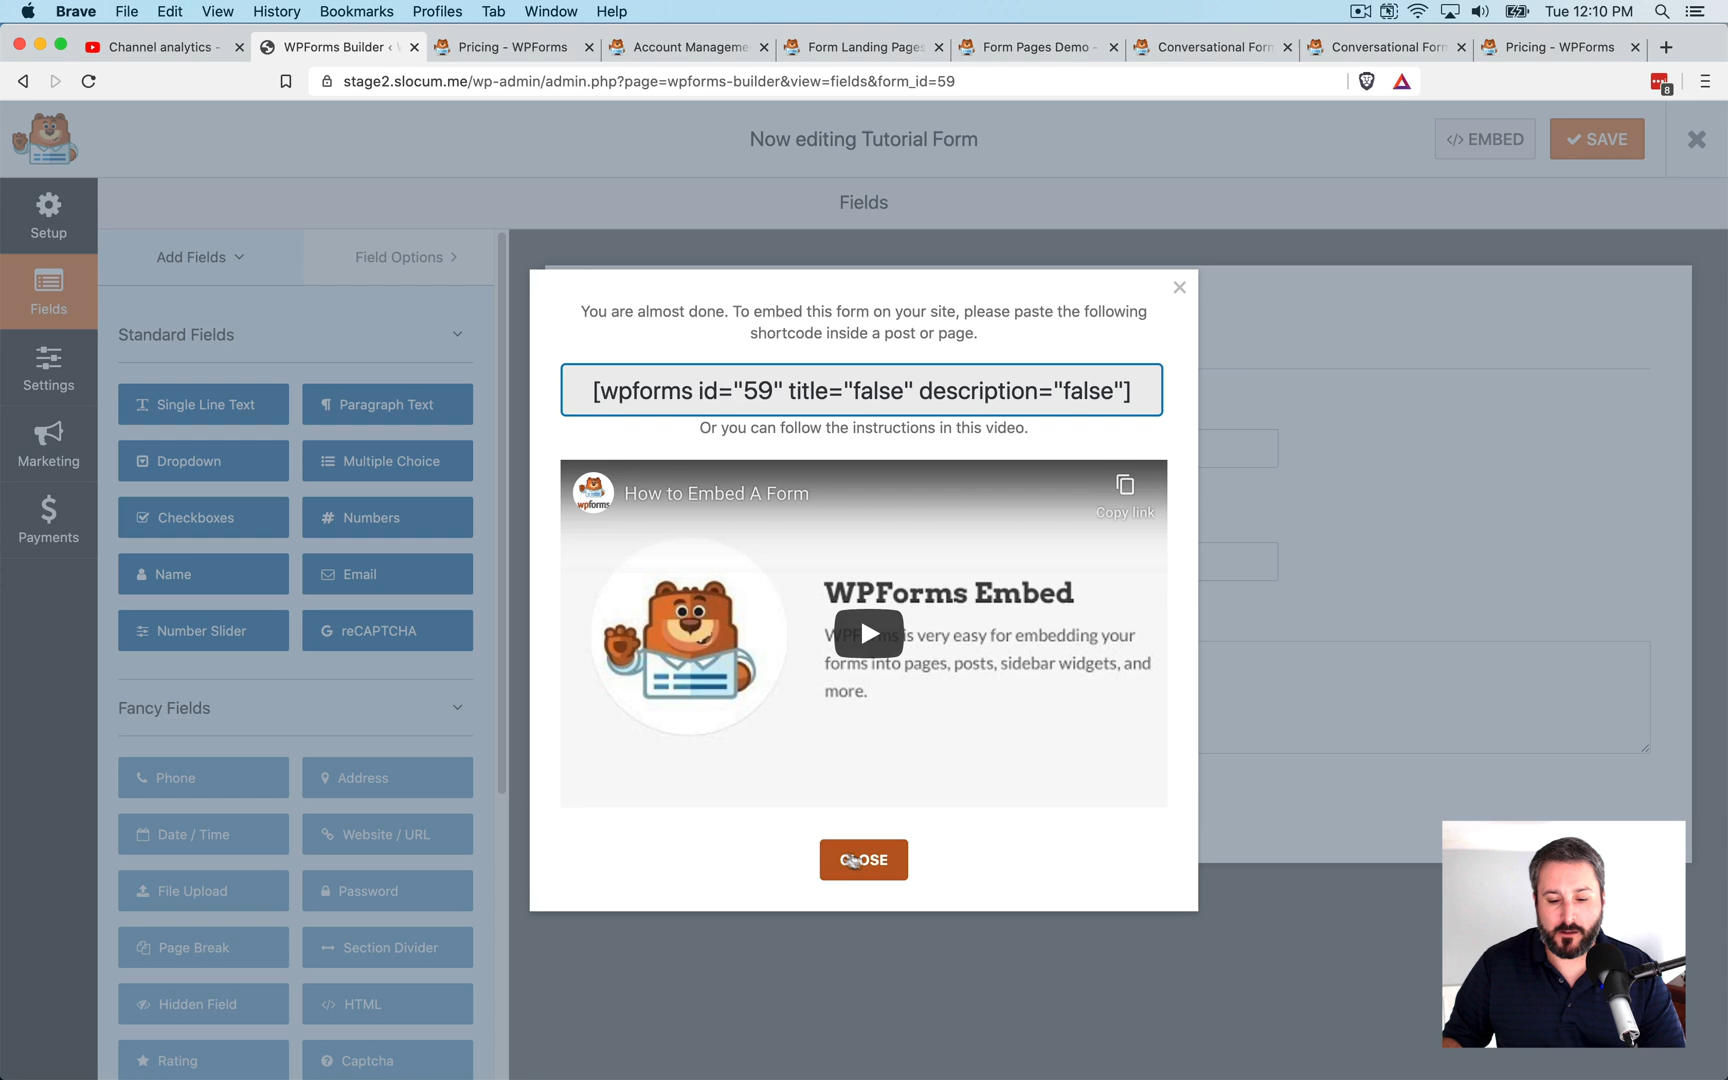 Brave File Edit View History Bookmarks Profiles Tab Window Help Tue 12:10 PM
Channel analytics - WPForms Builder ‹ Pricing - WPForms Account Manageme Form Landing Pages Form Pages Demo - Conversational Form Conversational Form Pricing - WPForms
stage2.slocum.me/wp-admin/admin.php?page=wpforms-builder&view=fields&form_id=59
8
Now editing Tutorial Form
</> EMBED
SAVE
Setup
Fields
Settings
Marketing
Payments
Fields
Add Fields
Field Options
Standard Fields
Single Line Text
Paragraph Text
Dropdown
Multiple Choice
Checkboxes
Numbers
Name
Email
Number Slider
reCAPTCHA
Fancy Fields
Phone
Address
Date / Time
Website / URL
File Upload
Password
Page Break
Section Divider
Hidden Field
HTML
Rating
Captcha
You are almost done. To embed this form on your site, please paste the following
shortcode inside a post or page.
[wpforms id="59" title="false" description="false"]
Or you can follow the instructions in this video.
wpforms
How to Embed A Form
Copy link
WPForms Embed
WPForms is very easy for embedding your
forms into pages, posts, sidebar widgets, and
more.
CLOSE